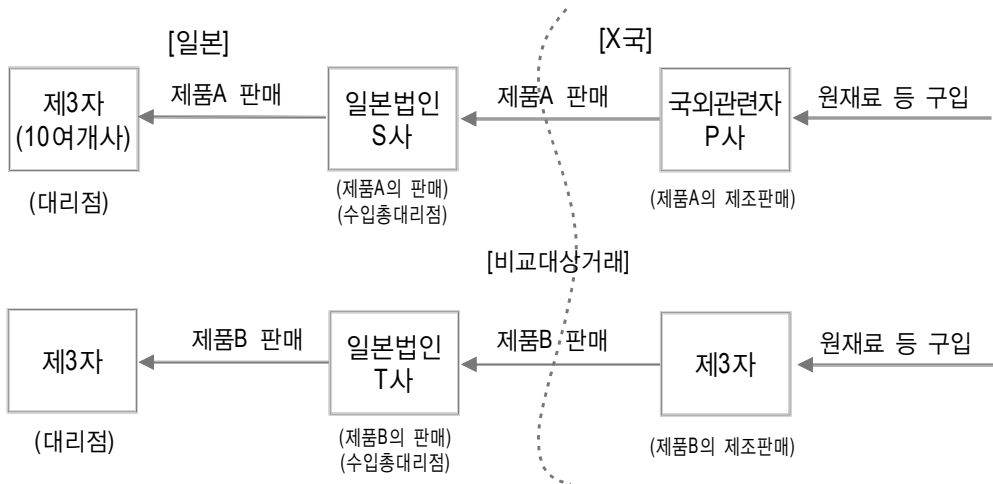 [일본]
[X국]
제3자
(10여개사)
제품A 판매
일본법인
S사
제품A 판매
국외관련자
P사
원재료 등 구입
(대리점)
(제품A의 판매)
(수입총대리점)
(제품A의 제조판매)
[비교대상거래]
제3자
제품B 판매
일본법인
T사
제품B 판매
제3자
원재료 등 구입
(대리점)
(제품B의 판매)
(수입총대리점)
(제품B의 제조판매)